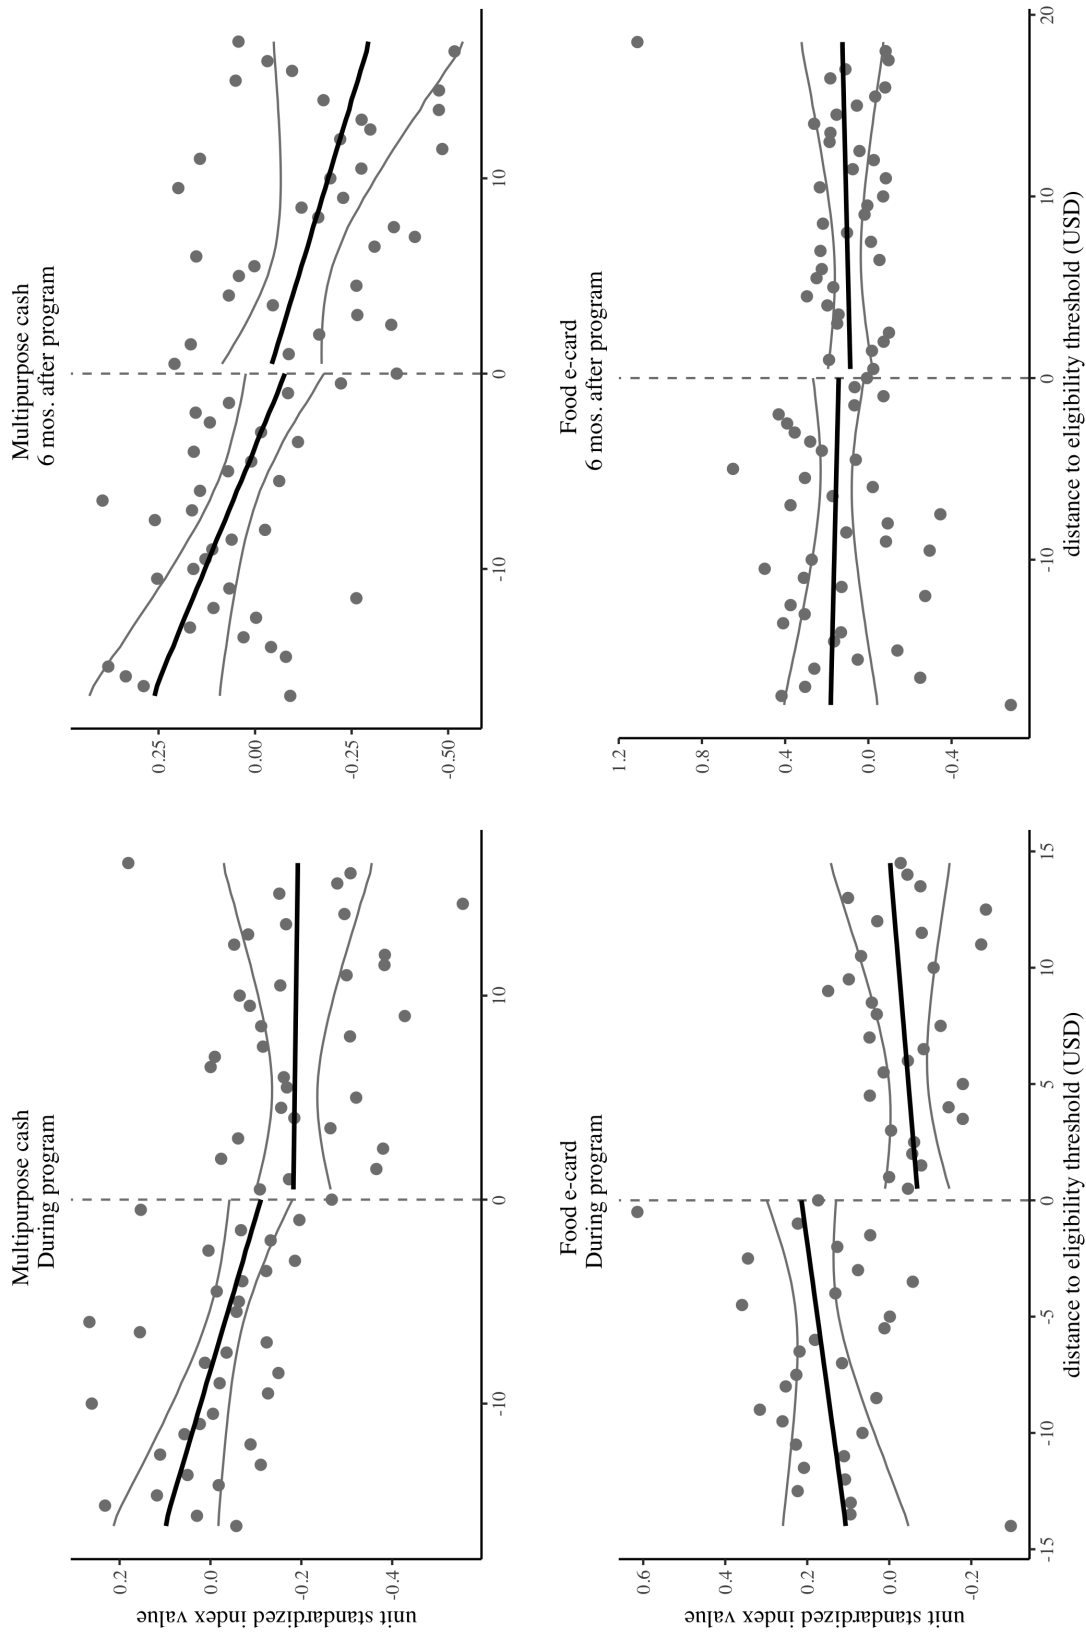 Multipurpose cash
During program
unit standardized index value
0.2
0.0
-0.2
-0.4
-10
0
10
Multipurpose cash
6 mos. after program
0.25
0.00
-0.25
-0.50
-10
0
10
Food e-card
During program
unit standardized index value
0.6
0.4
0.2
0.0
-0.2
-15
-10
-5
0
5
10
15
distance to eligibility threshold (USD)
Food e-card
6 mos. after program
1.2
0.8
0.4
0.0
-0.4
-10
0
10
20
distance to eligibility threshold (USD)